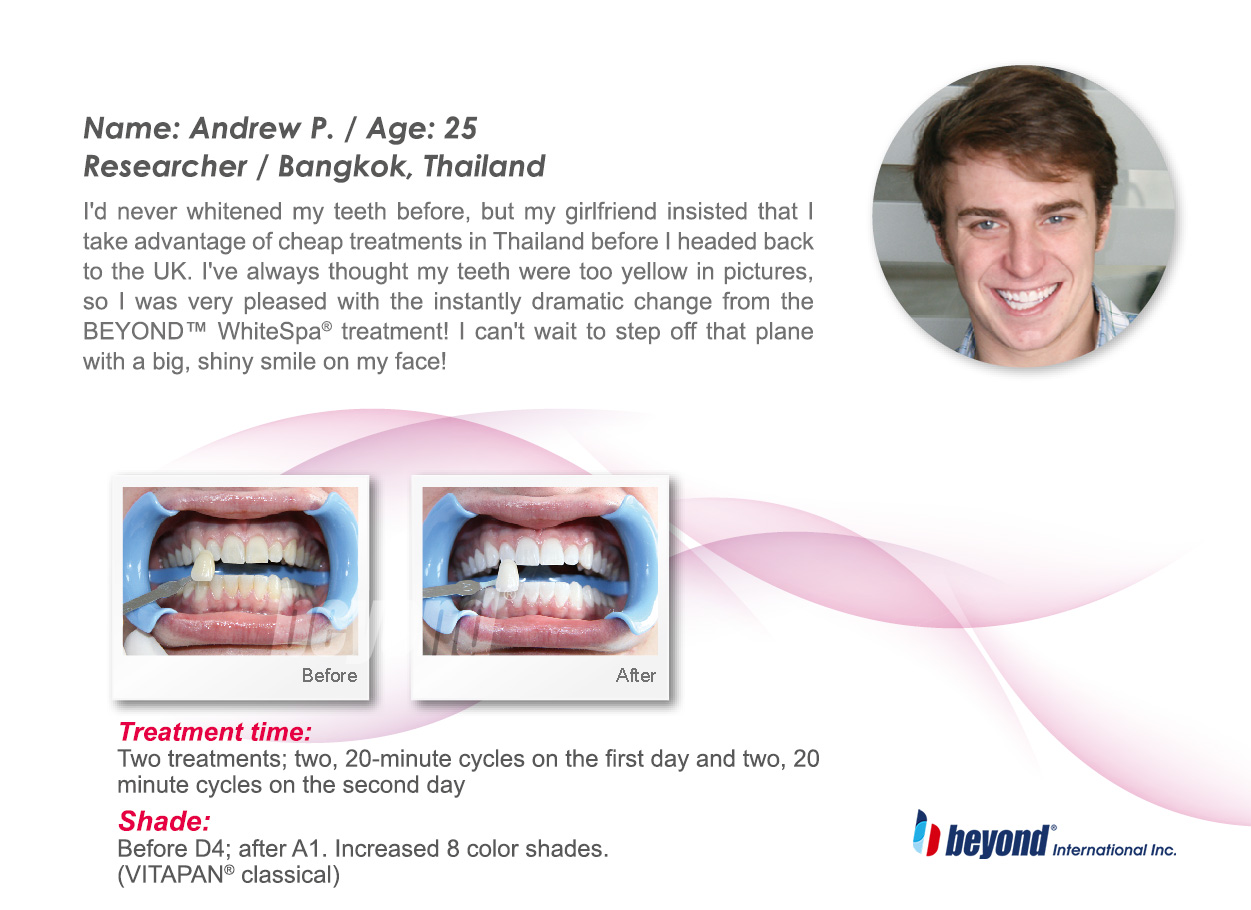 Name: Andrew P. / Age: 25
Researcher / Bangkok, Thailand
I'd never whitened my teeth before, but my girlfriend insisted that I
take advantage of cheap treatments in Thailand before I headed back
to the UK. I've always thought my teeth were too yellow in pictures,
so I was very pleased with the instantly dramatic change from the
BEYOND™ WhiteSpa® treatment! I can't wait to step off that plane
with a big, shiny smile on my face!
beyond
Before
After
Treatment time:
Two treatments; two, 20-minute cycles on the first day and two, 20
minute cycles on the second day
Shade:
Before D4; after A1. Increased 8 color shades.
(VITAPAN® classical)
beyond® International Inc.